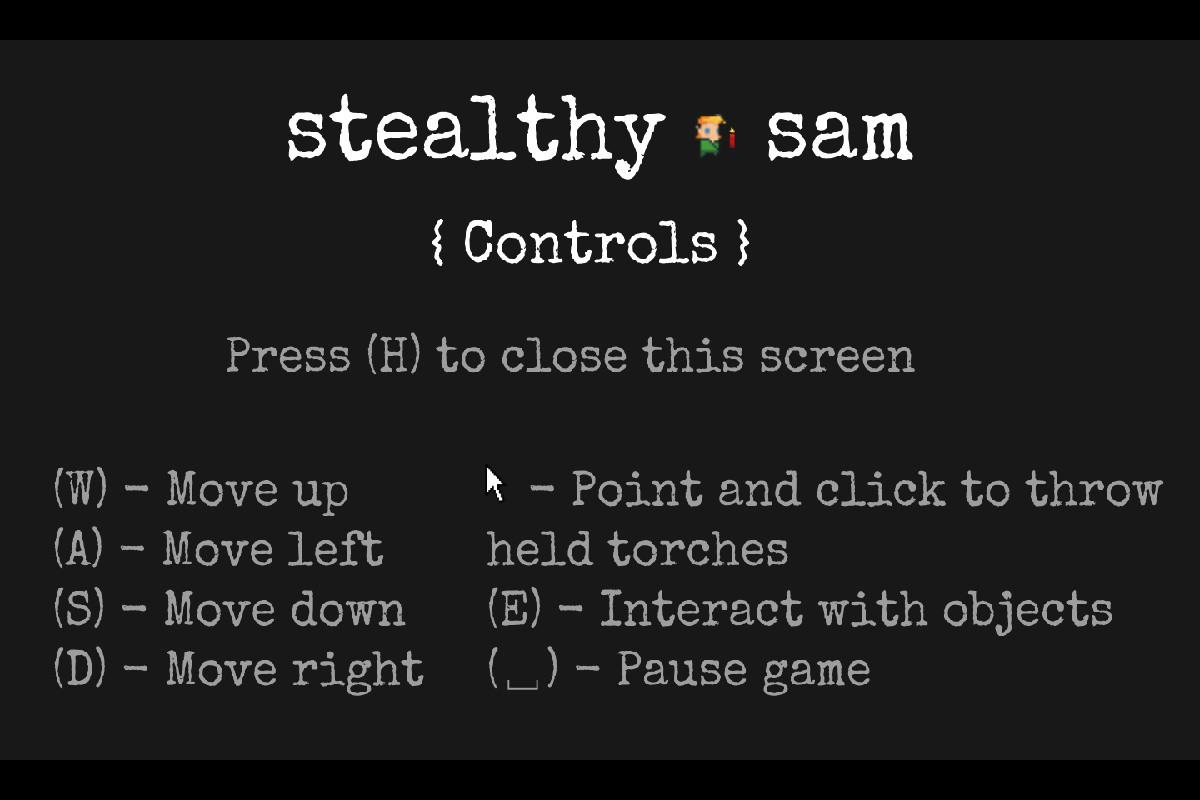 stealthy sam
{ Controls }
Press (H) to close this screen
(W) – Move up
(A) – Move left
(S) – Move down
(D) – Move right
– Point and click to throw
held torches
(E) – Interact with objects
(⎵) – Pause game